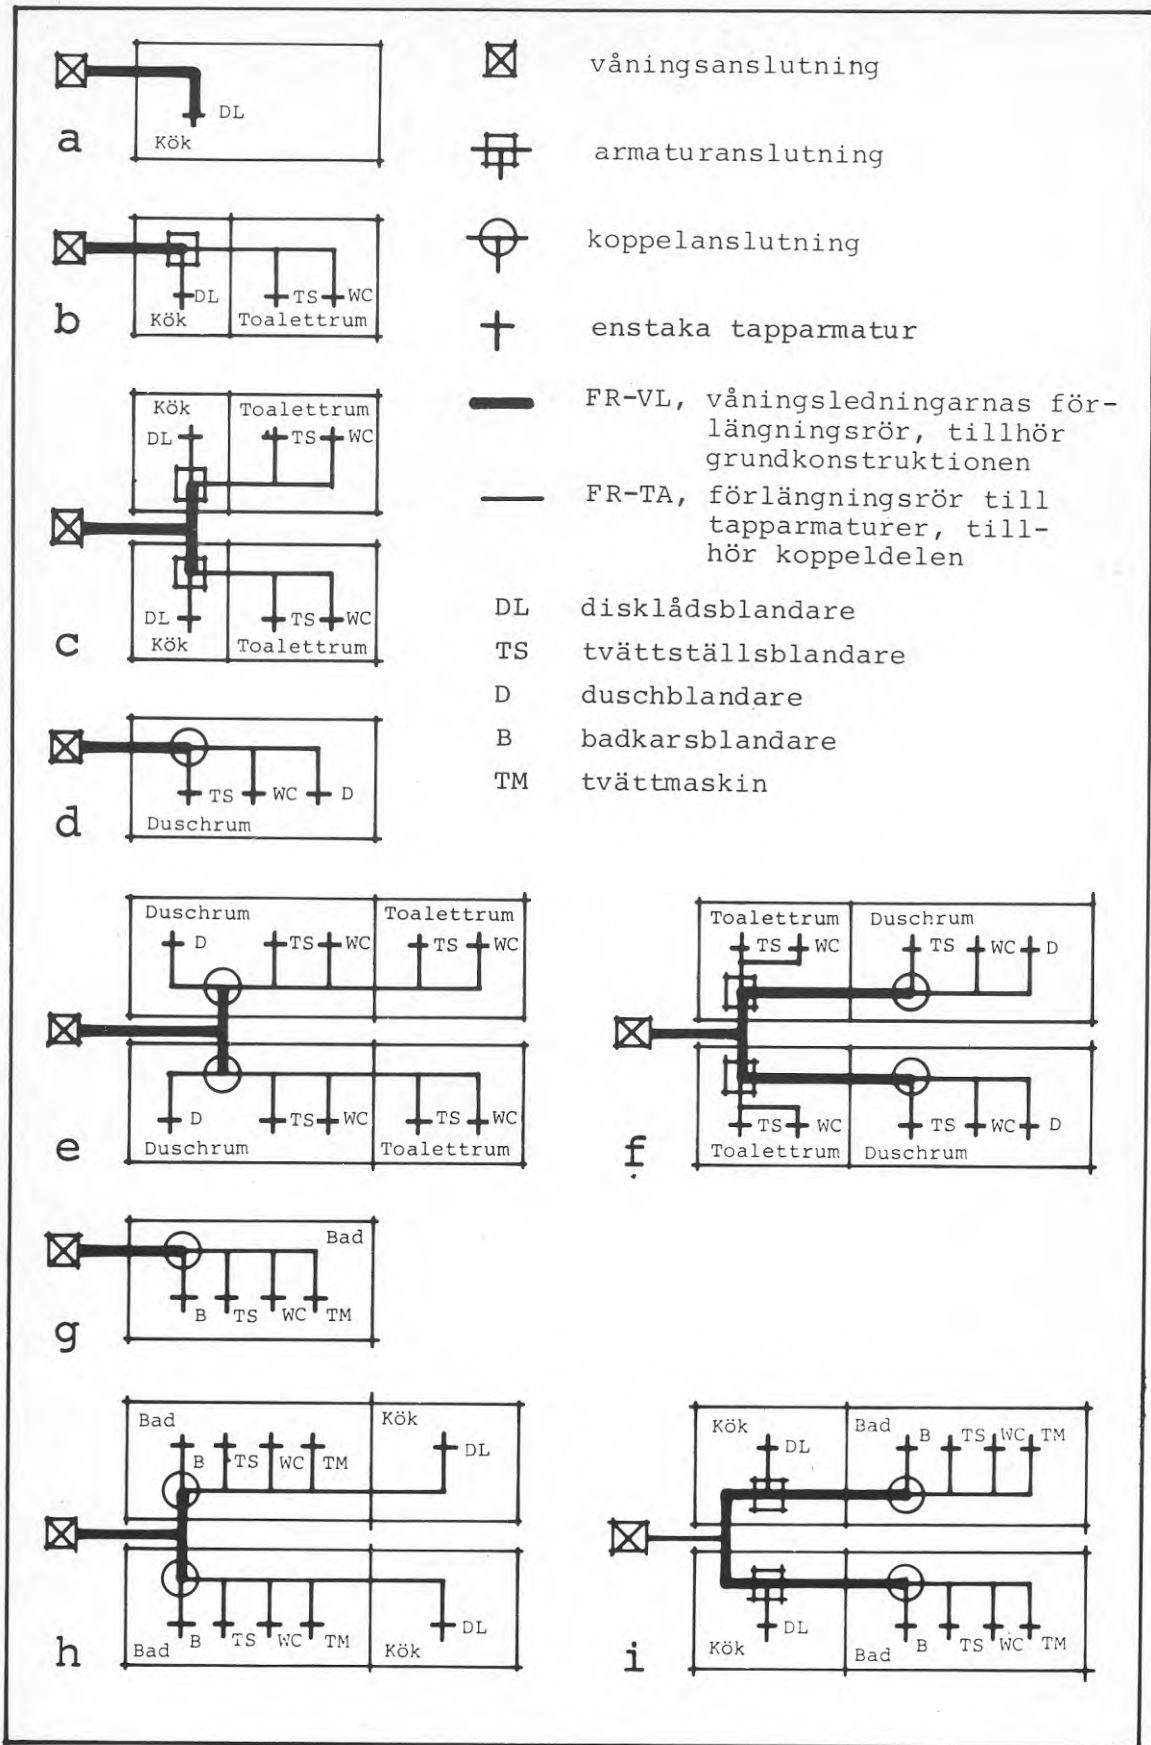 DL
Kök
a
DL
TS
WC
Kök
Toalettrum
b
Kök
Toalettrum
DL
TS
WC
DL
TS
WC
Kök
Toalettrum
c
TS
WC
D
Duschrum
d
våningsanslutning
armaturanslutning
koppelanslutning
enstaka tapparmatur
FR-VL, våningsledningarnas för-
längningsrör, tillhör
grundkonstruktionen
FR-TA, förlängningsrör till
tapparmaturer, till-
hör koppeldelen
DL disklådsblandare
TS tvättställsblandare
D duschblandare
B badkarsblandare
TM tvättmaskin
Duschrum
Toalettrum
D
TS
WC
TS
WC
D
TS
WC
TS
WC
Duschrum
Toalettrum
e
Toalettrum
Duschrum
TS
WC
TS
WC
D
TS
WC
TS
WC
D
Toalettrum
Duschrum
f
Bad
B
TS
WC
TM
g
Bad
Kök
B
TS
WC
TM
DL
B
TS
WC
TM
DL
Bad
Kök
h
Kök
Bad
DL
B
TS
WC
TM
DL
B
TS
WC
TM
Kök
Bad
i